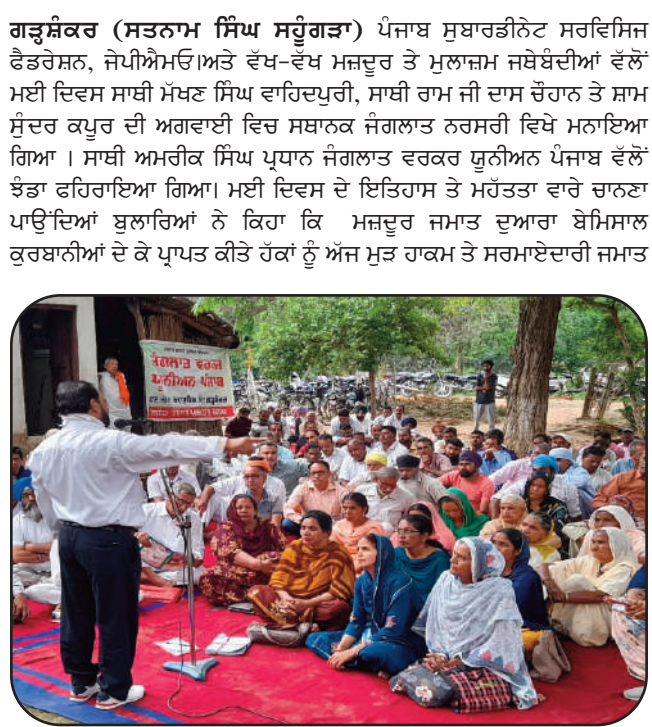 ਗੜ੍ਹਸ਼ੰਕਰ (ਸਤਨਾਮ ਸਿੰਘ ਸਹੂੰਗੜਾ) ਪੰਜਾਬ ਸੁਬਾਰਡੀਨੇਟ ਸਰਵਿਸਿਜ
ਫੈਡਰੇਸ਼ਨ, ਜੇਪੀਐਮਓ।ਅਤੇ ਵੱਖ-ਵੱਖ ਮਜ਼ਦੂਰ ਤੇ ਮੁਲਾਜ਼ਮ ਜਥੇਬੰਦੀਆਂ ਵੱਲੋਂ
ਮਈ ਦਿਵਸ ਸਾਥੀ ਮੱਖਣ ਸਿੰਘ ਵਾਹਿਦਪੁਰੀ, ਸਾਥੀ ਰਾਮ ਜੀ ਦਾਸ ਚੌਹਾਨ ਤੇ ਸ਼ਾਮ
ਸੁੰਦਰ ਕਪੂਰ ਦੀ ਅਗਵਾਈ ਵਿਚ ਸਥਾਨਕ ਜੰਗਲਾਤ ਨਰਸਰੀ ਵਿਖੇ ਮਨਾਇਆ
ਗਿਆ । ਸਾਥੀ ਅਮਰੀਕ ਸਿੰਘ ਪ੍ਰਧਾਨ ਜੰਗਲਾਤ ਵਰਕਰ ਯੂਨੀਅਨ ਪੰਜਾਬ ਵੱਲੋਂ
ਝੰਡਾ ਫਹਿਰਾਇਆ ਗਿਆ। ਮਈ ਦਿਵਸ ਦੇ ਇਤਿਹਾਸ ਤੇ ਮਹੱਤਤਾ ਵਾਰੇ ਚਾਨਣਾ
ਪਾਉਂਦਿਆਂ ਬੁਲਾਰਿਆਂ ਨੇ ਕਿਹਾ ਕਿ ਮਜ਼ਦੂਰ ਜਮਾਤ ਦੁਆਰਾ ਬੇਮਿਸਾਲ
ਕੁਰਬਾਨੀਆਂ ਦੇ ਕੇ ਪ੍ਰਾਪਤ ਕੀਤੇ ਹੱਕਾਂ ਨੂੰ ਅੱਜ ਮੁੜ ਹਾਕਮ ਤੇ ਸਰਮਾਏਦਾਰੀ ਜਮਾਤ
ਜੰਗਲਾਤ ਵਰਕਰ
ਯੂਨੀਅਨ ਪੰਜਾਬ